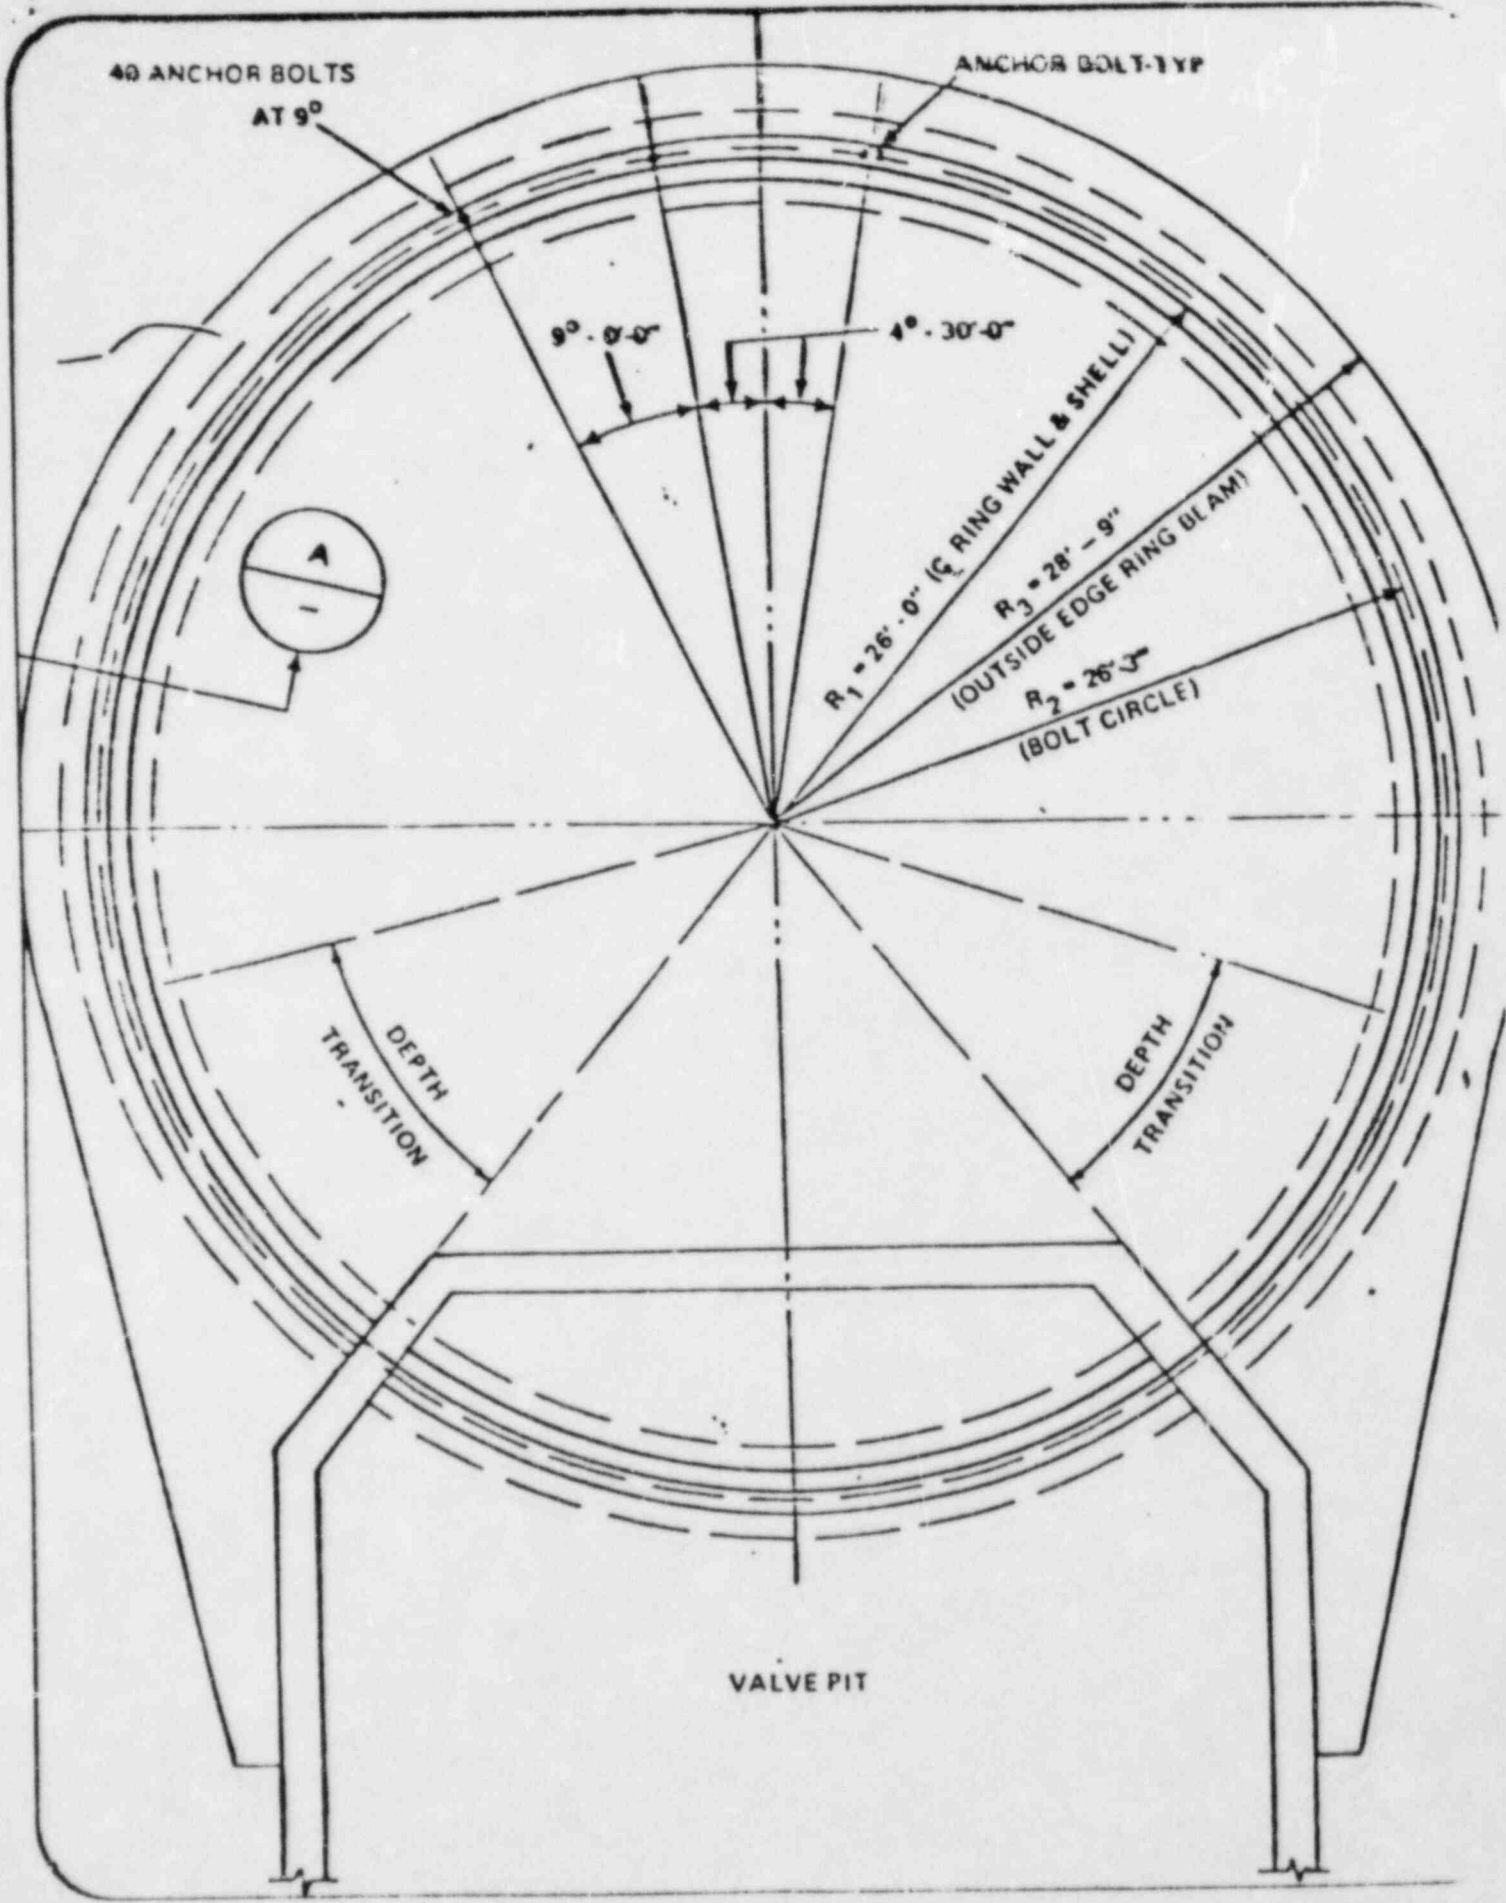 40 ANCHOR BOLTS
AT 9°
ANCHOR BOLT-TYP
9° - 0'-0"
4° - 30'-0"
R1 = 26' - 0" (℄ RING WALL & SHELL)
R3 = 28' – 9"
(OUTSIDE EDGE RING BEAM)
R2 = 26'-3"
(BOLT CIRCLE)
A
–
DEPTH
TRANSITION
DEPTH
TRANSITION
VALVE PIT